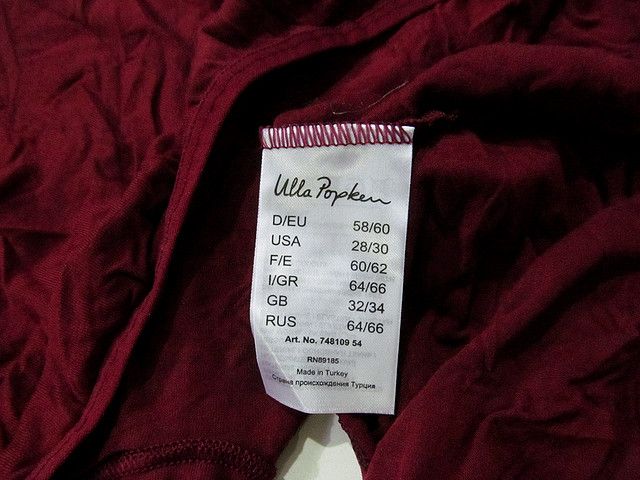 Ulla Popken
D/EU 58/60
USA 28/30
F/E 60/62
I/GR 64/66
GB 32/34
RUS 64/66
Art. No. 748109 54
RN89185
Made in Turkey
Страна происхождения Турция